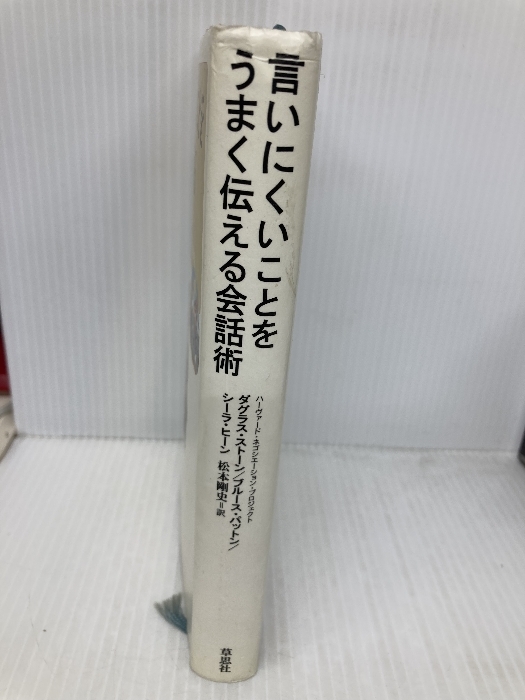 言いにくいことを
うまく伝える会話術
ハーヴァード・ネゴシエーション・プロジェクト
ダグラス・ストーン/ブルース・パットン/
シーラ・ヒーン 松本剛史=訳
草思社